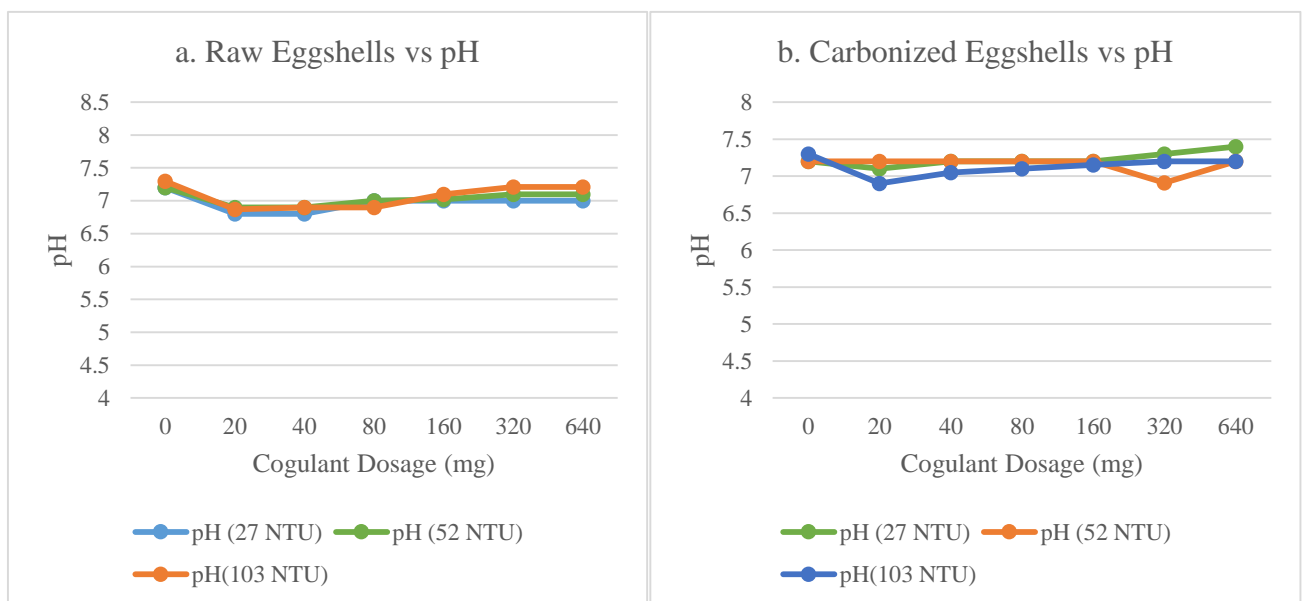 a. Raw Eggshells vs pH
8.5
8
7.5
7
6.5
6
5.5
5
4.5
4
pH
0 20 40 80 160 320 640
Cogulant Dosage (mg)
pH (27 NTU) pH (52 NTU)
pH(103 NTU)
b. Carbonized Eggshells vs pH
8
7.5
7
6.5
6
5.5
5
4.5
4
pH
0 20 40 80 160 320 640
Cogulant Dosage (mg)
pH (27 NTU) pH (52 NTU)
pH(103 NTU)